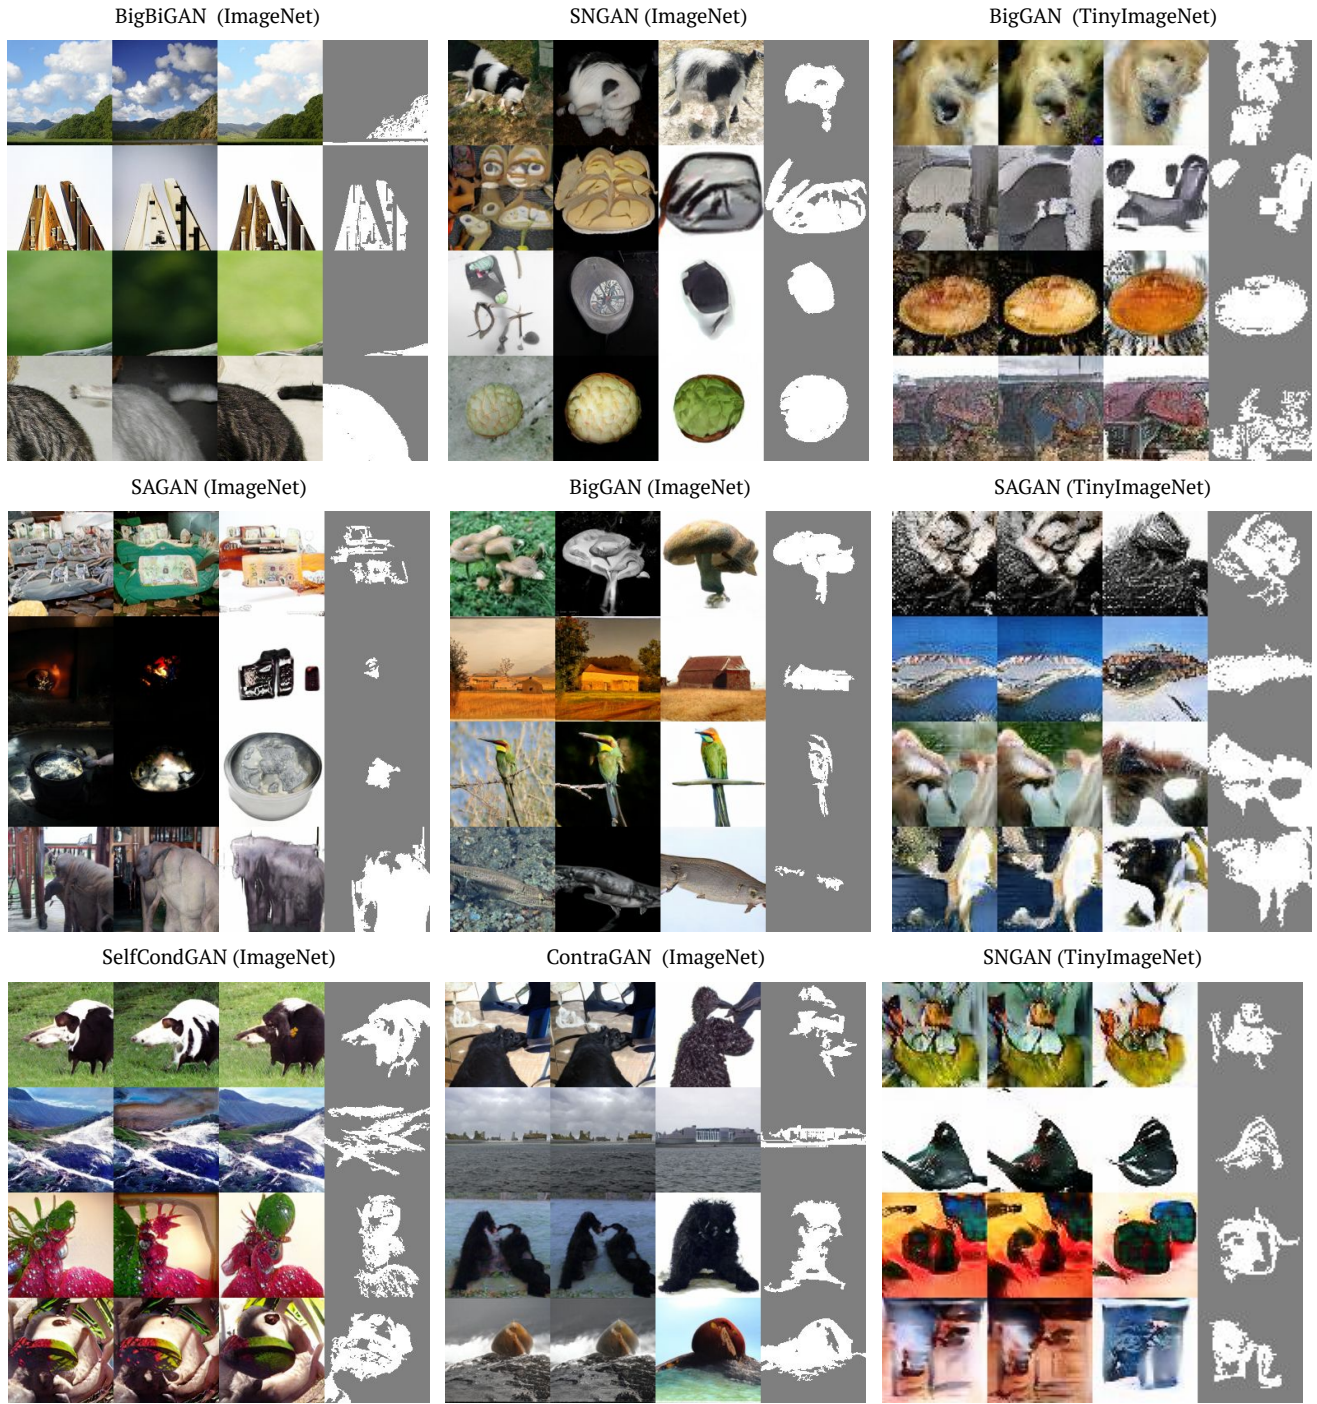 BigBiGAN (ImageNet)
SNGAN (ImageNet)
BigGAN (TinyImageNet)
SAGAN (ImageNet)
BigGAN (ImageNet)
SAGAN (TinyImageNet)
SelfCondGAN (ImageNet)
ContraGAN (ImageNet)
SNGAN (TinyImageNet)